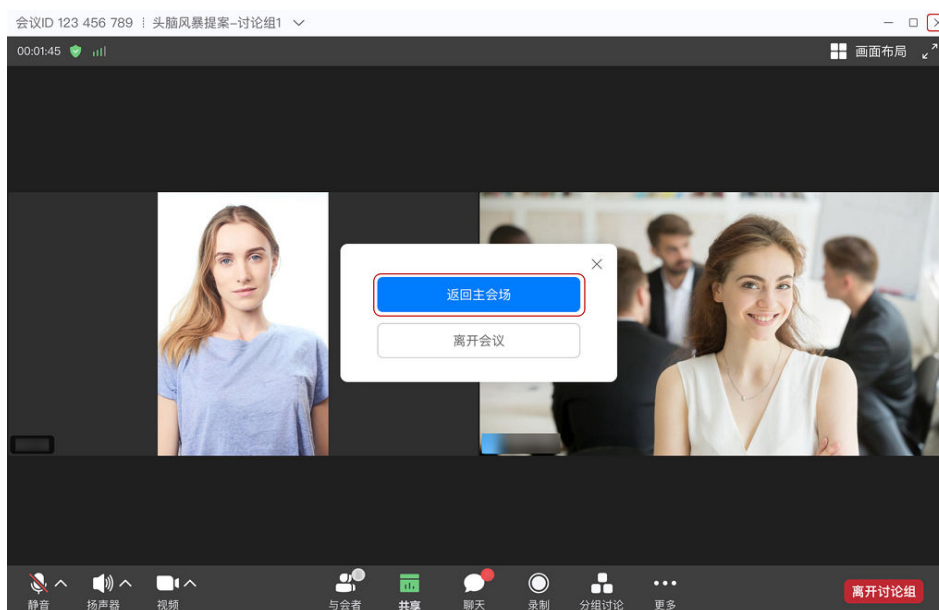 会议ID 123 456 789 ⁝ 头脑风暴提案-讨论组1
00:01:45 画面布局
返回主会场
离开会议
静音 扬声器 视频 与会者 共享 聊天 录制 分组讨论 更多 离开讨论组